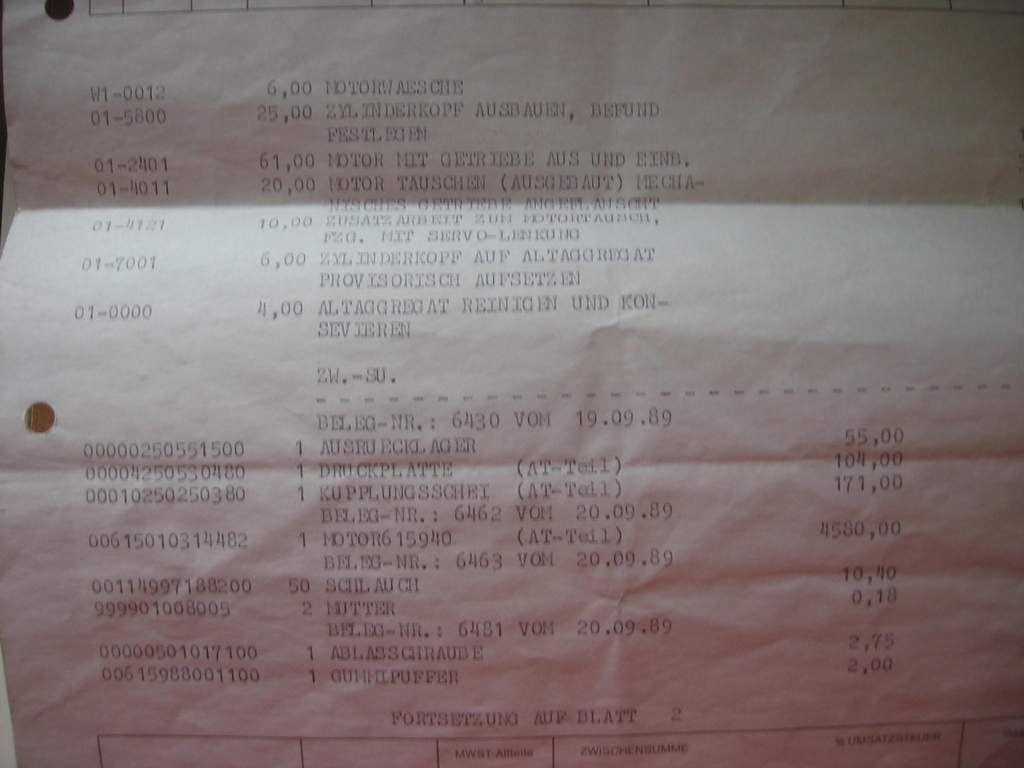 W1-0012 6,00 MOTORWAESCHE
01-5800 25,00 ZYLINDERKOPF AUSBAUEN, BEFUND
FESTLEGEN
01-2401 61,00 MOTOR MIT GETRIEBE AUS UND EINB.
01-4011 20,00 MOTOR TAUSCHEN (AUSGEBAUT) MECHA-
NISCHES GETRIEBE ANGEFLANSCHT
01-4121 10,00 ZUSATZARBEIT ZUM MOTORTAUSCH,
FZG. MIT SERVO-LENKUNG
01-7001 6,00 ZYLINDERKOPF AUF ALTAGGREGAT
PROVISORISCH AUFSETZEN
01-0000 4,00 ALTAGGREGAT REINIGEN UND KON-
SEVIEREN
ZW.-SU.
BELEG-NR.: 6430 VOM 19.09.89
00000250551500 1 AUSRUECKLAGER 55,00
00004250530480 1 DRUCKPLATTE (AT-Teil) 104,00
00010250250380 1 KUPPLUNGSSCHEI (AT-Teil) 171,00
BELEG-NR.: 6462 VOM 20.09.89
00615010314482 1 MOTOR615940 (AT-Teil) 4580,00
BELEG-NR.: 6463 VOM 20.09.89
00114997188200 50 SCHLAUCH 10,40
999901008005 2 MUTTER 0,18
BELEG-NR.: 6481 VOM 20.09.89
00000501017100 1 ABLASSCHRAUBE 2,75
00615988001100 1 GUMMIPUFFER 2,00
FORTSETZUNG AUF BLATT 2
MWST-Altteile ZWISCHENSUMME % UMSATZSTEUER